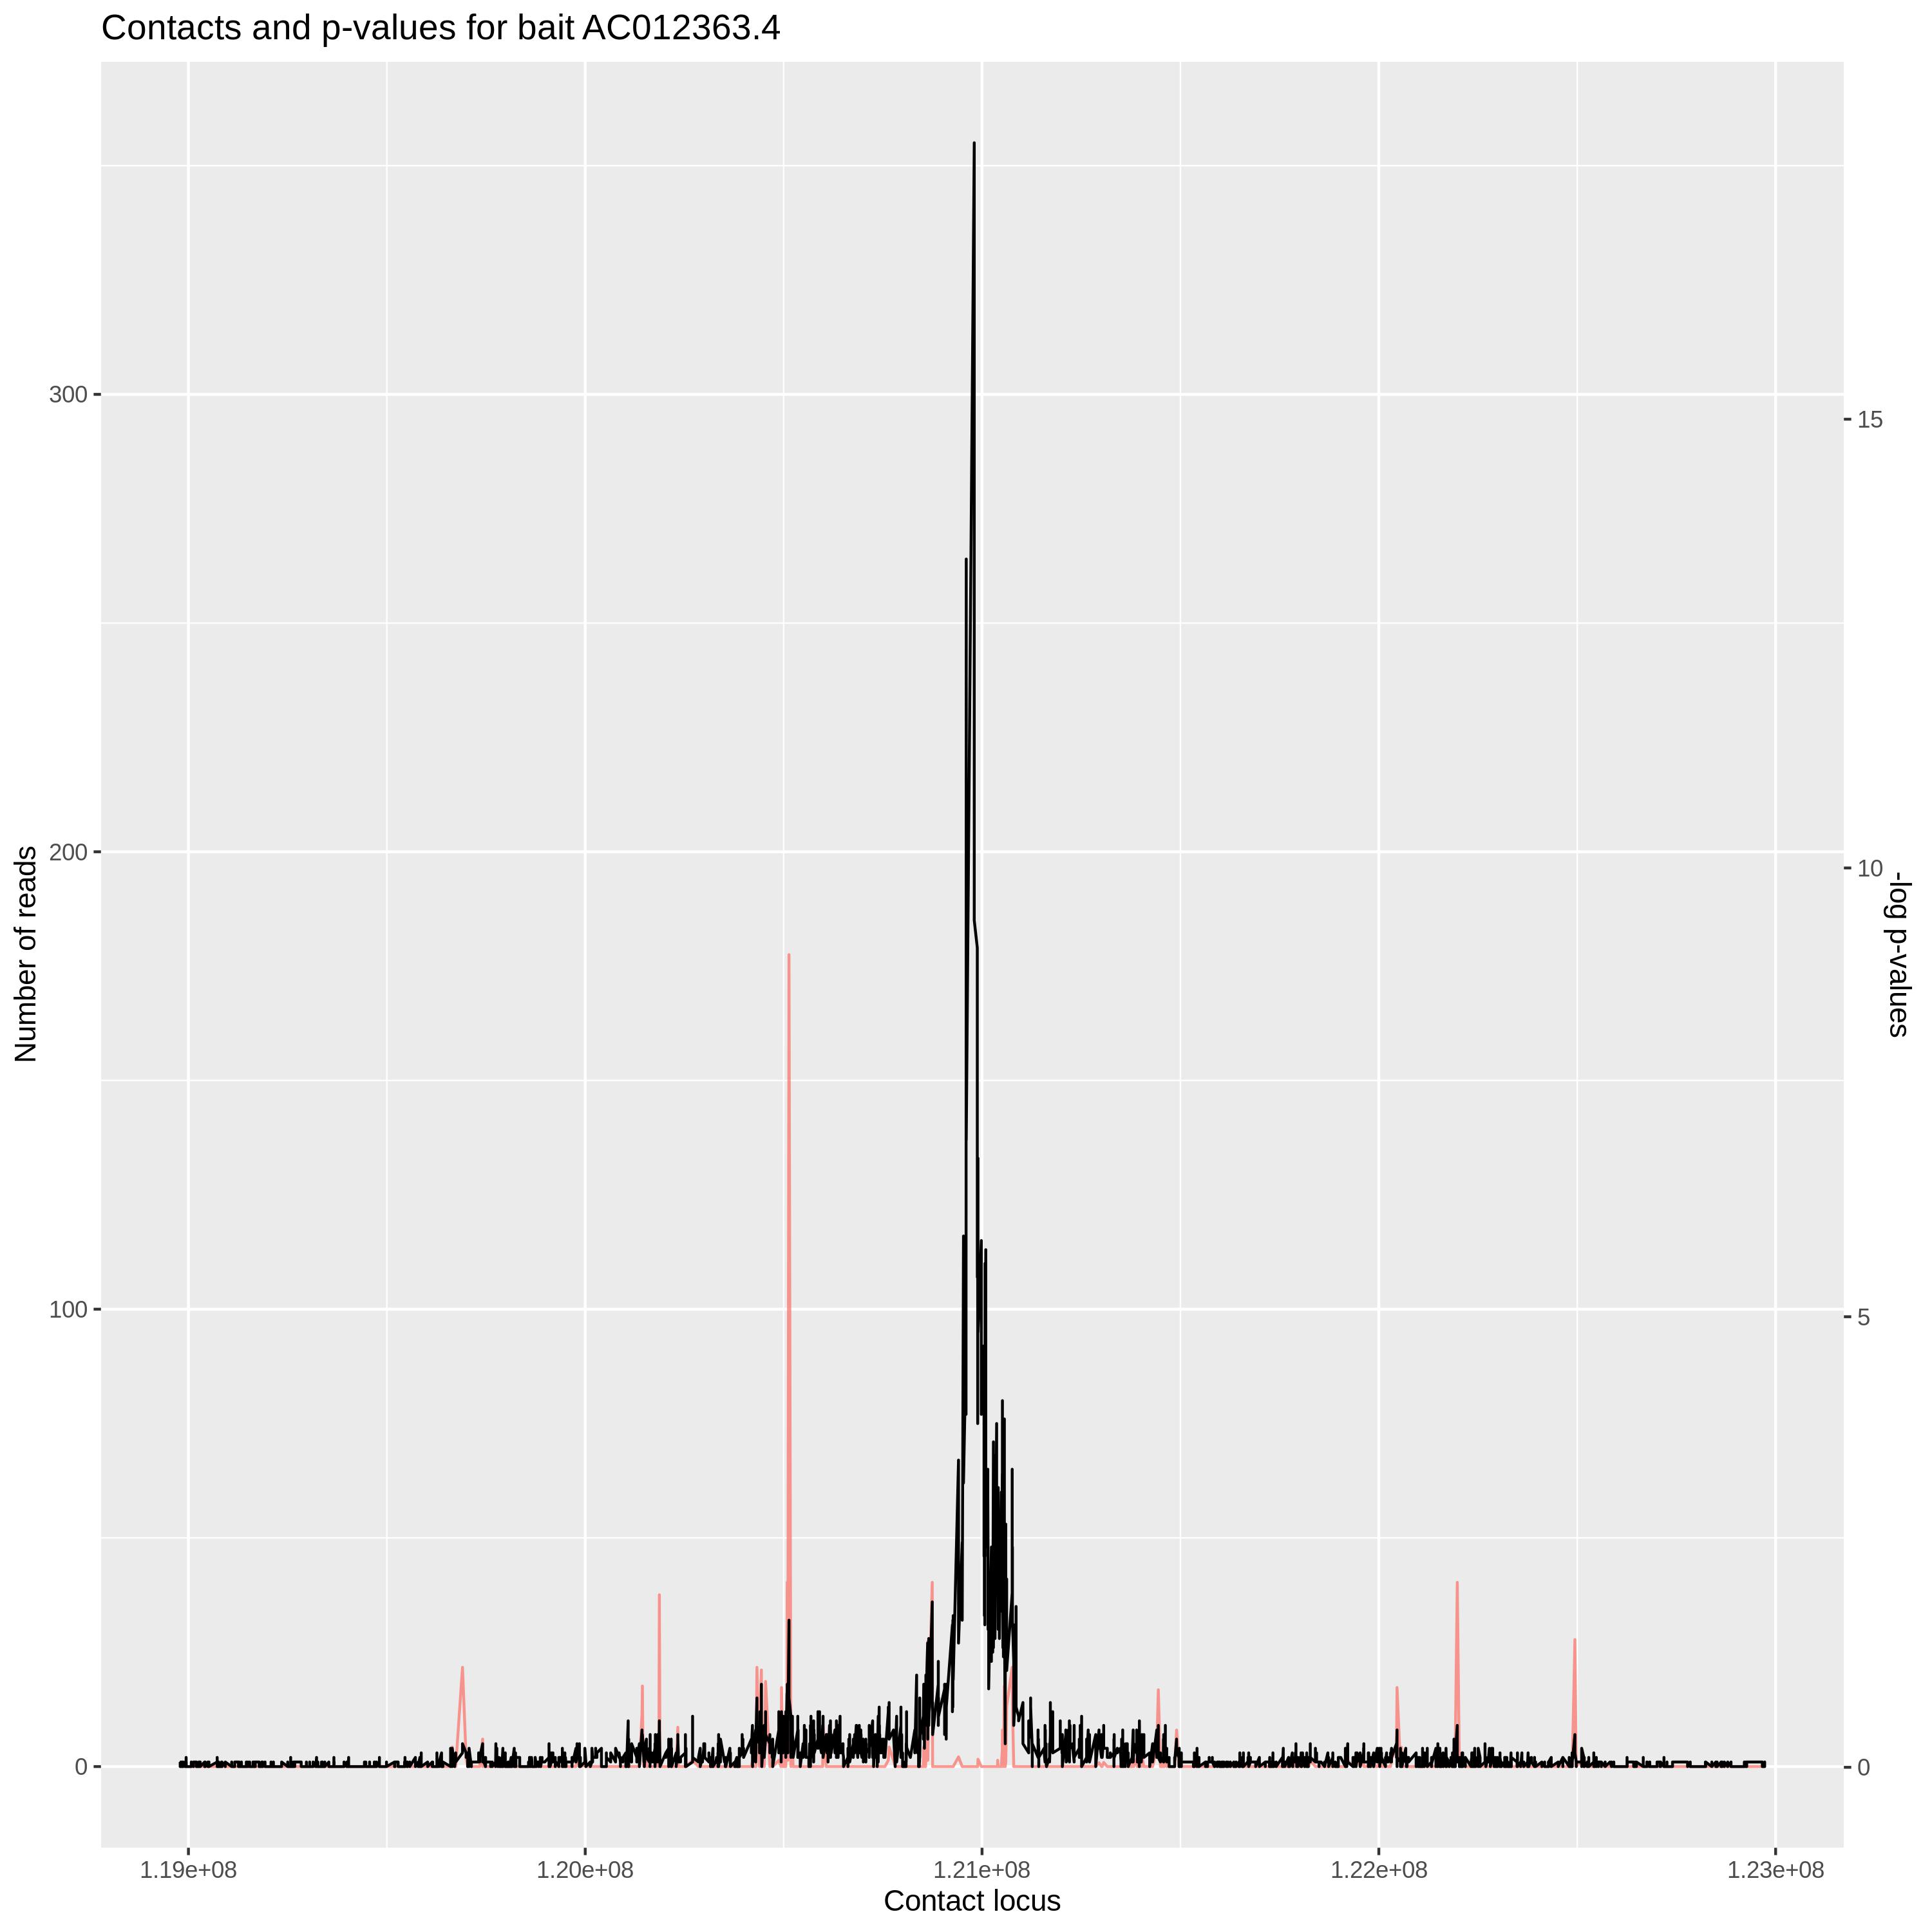 Contacts and p-values for bait AC012363.4
300
200
100
0
Number of reads
15
10
5
0
-log p-values
1.19e+08
1.20e+08
1.21e+08
1.22e+08
1.23e+08
Contact locus